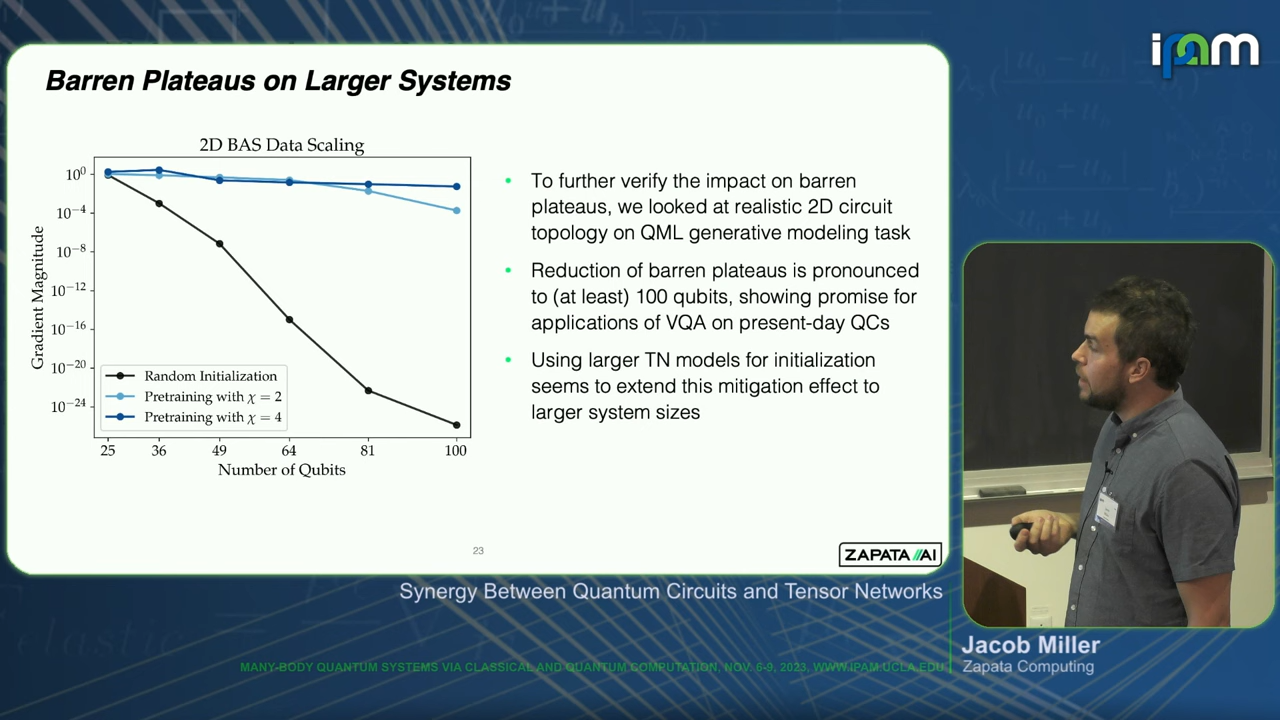 ipam
Barren Plateaus on Larger Systems
2D BAS Data Scaling
Gradient Magnitude
10⁰
10⁻⁴
10⁻⁸
10⁻¹²
10⁻¹⁶
10⁻²⁰
10⁻²⁴
Random Initialization
Pretraining with χ = 2
Pretraining with χ = 4
25 36 49 64 81 100
Number of Qubits
• To further verify the impact on barren
plateaus, we looked at realistic 2D circuit
topology on QML generative modeling task
• Reduction of barren plateaus is pronounced
to (at least) 100 qubits, showing promise for
applications of VQA on present-day QCs
• Using larger TN models for initialization
seems to extend this mitigation effect to
larger system sizes
23
ZAPATA//AI
Synergy Between Quantum Circuits and Tensor Networks
Jacob Miller
Zapata Computing
MANY-BODY QUANTUM SYSTEMS VIA CLASSICAL AND QUANTUM COMPUTATION, NOV. 6-9, 2023, WWW.IPAM.UCLA.EDU